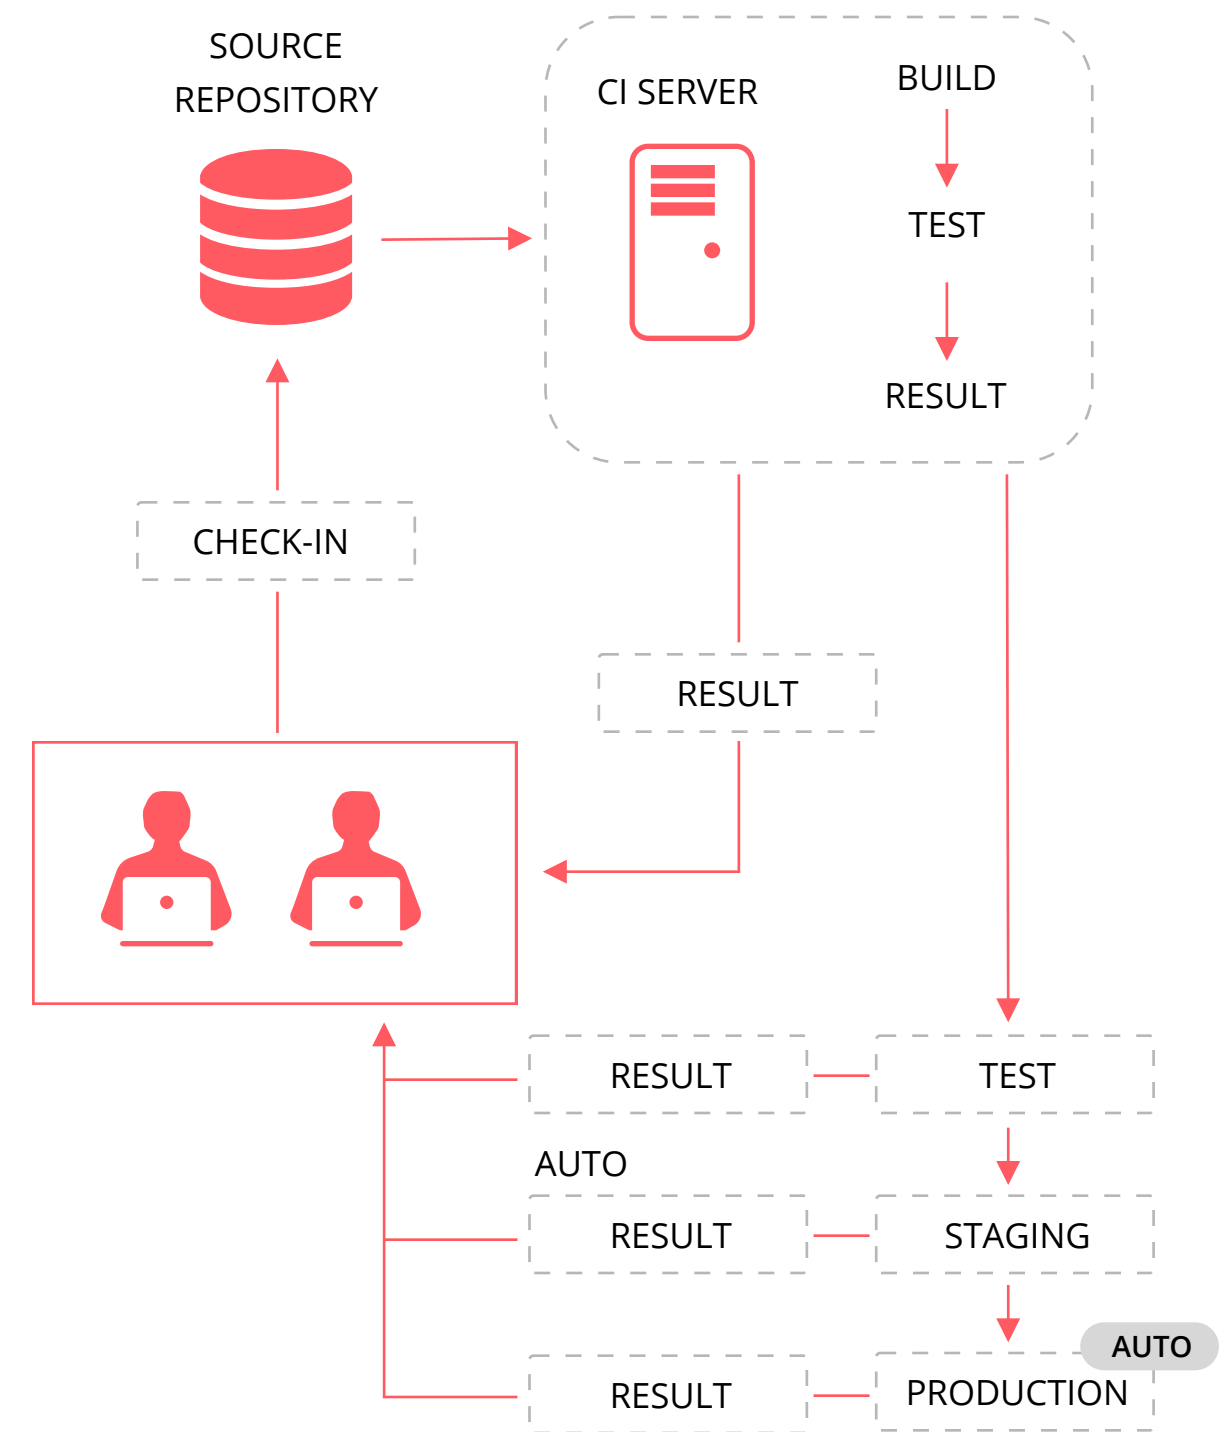 SOURCE
REPOSITORY
CI SERVER
BUILD
TEST
RESULT
CHECK-IN
RESULT
RESULT
TEST
AUTO
RESULT
STAGING
AUTO
RESULT
PRODUCTION